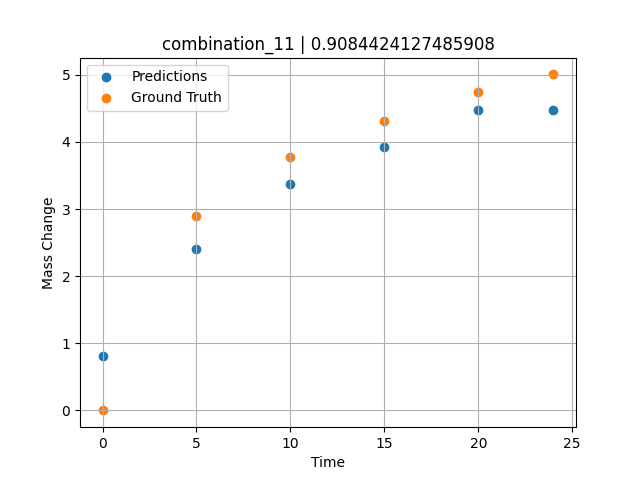 combination_11 | 0.9084424127485908
Predictions
Ground Truth
5
4
3
2
1
0
Mass Change
0 5 10 15 20 25
Time